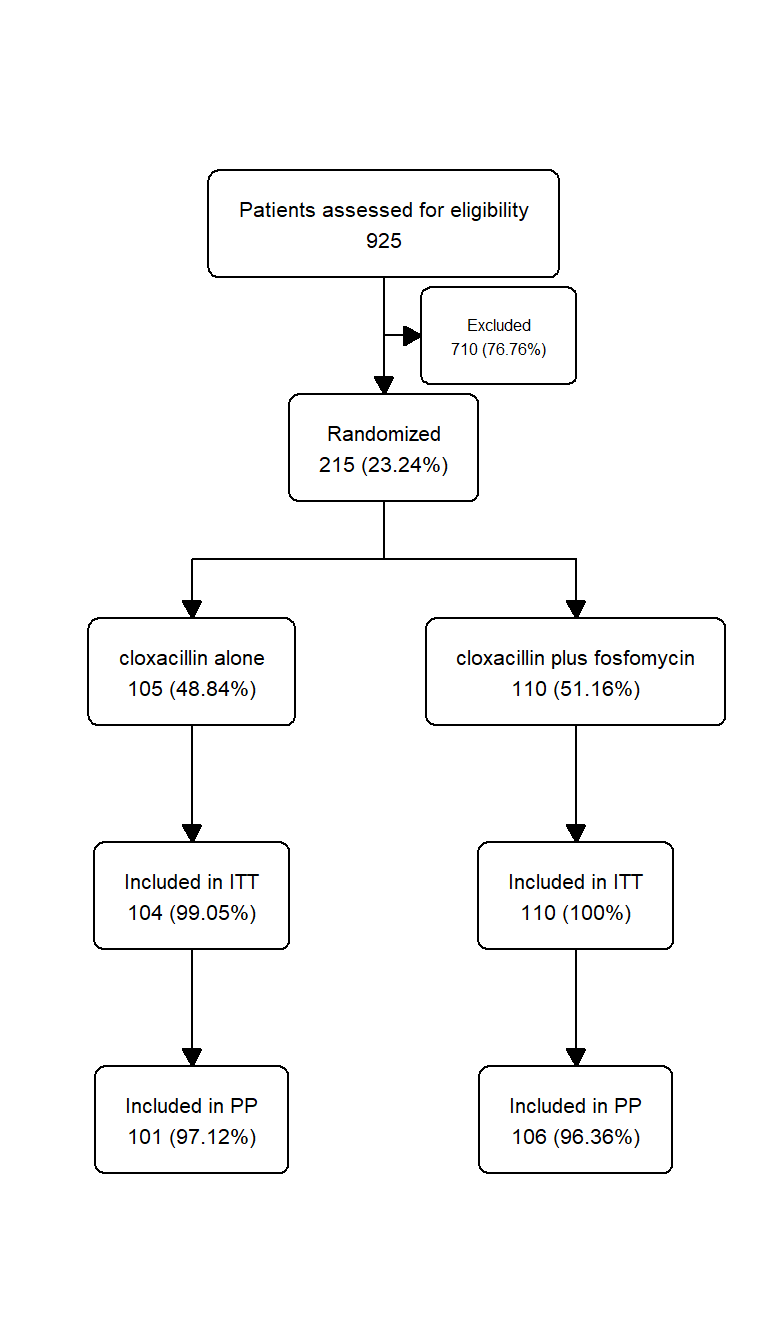 Patients assessed for eligibility
925
Excluded
710 (76.76%)
Randomized
215 (23.24%)
cloxacillin alone
105 (48.84%)
cloxacillin plus fosfomycin
110 (51.16%)
Included in ITT
104 (99.05%)
Included in ITT
110 (100%)
Included in PP
101 (97.12%)
Included in PP
106 (96.36%)